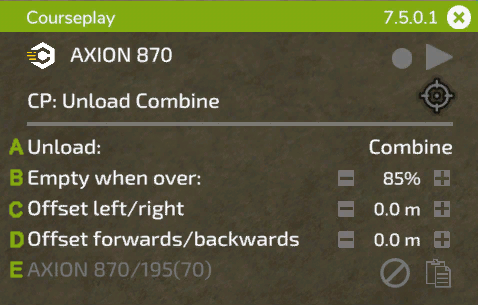 Courseplay 7.5.0.1
AXION 870
CP: Unload Combine
A Unload: Combine
B Empty when over: 85%
C Offset left/right 0.0 m
D Offset forwards/backwards 0.0 m
E AXION 870/195(70)